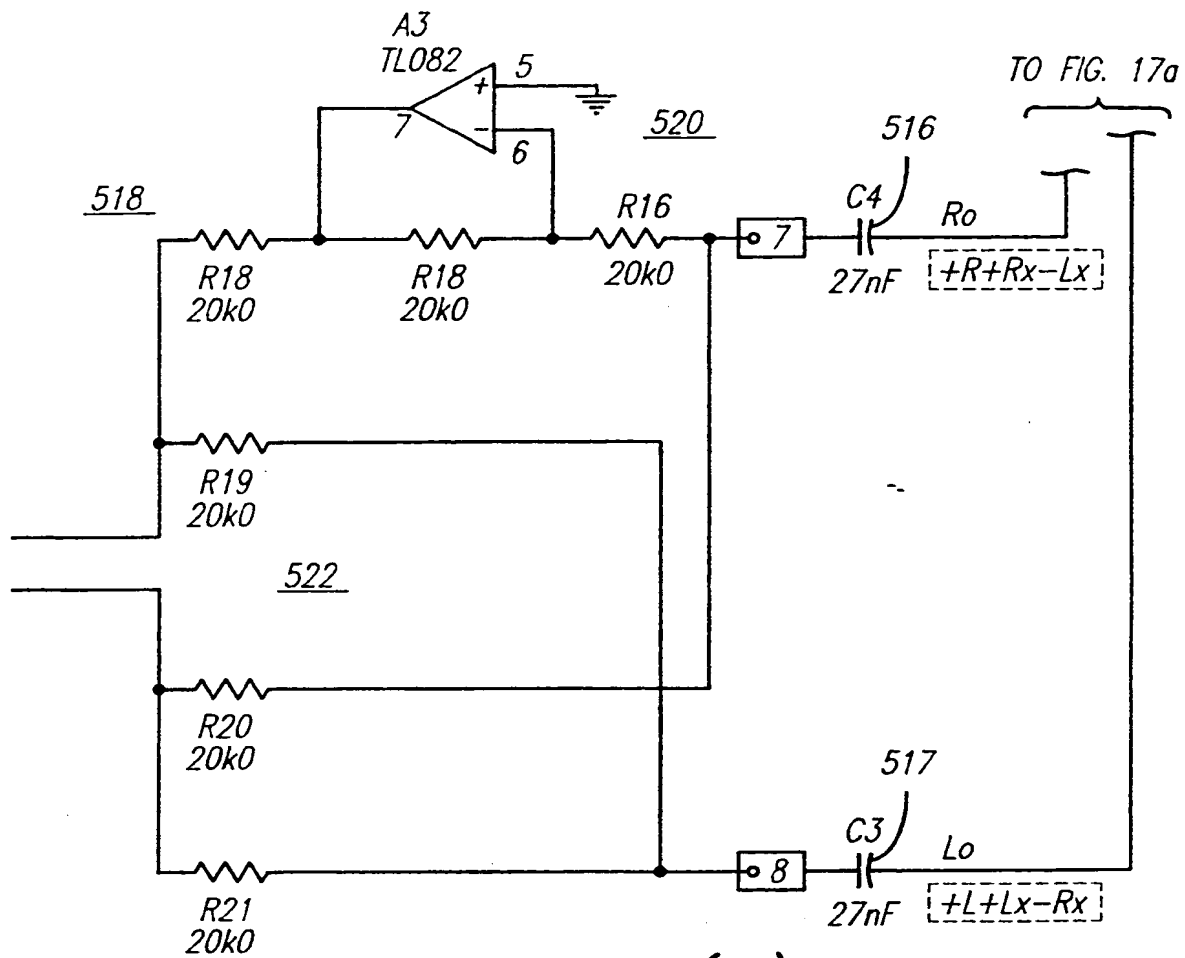 A3
TL082
5
+
7
-
6
TO FIG. 17a
520
516
518
R16
20k0
C4
7
27nF
Ro
+R+Rx-Lx
R18
20k0
R18
20k0
R19
20k0
522
R20
20k0
517
C3
8
27nF
Lo
+L+Lx-Rx
R21
20k0